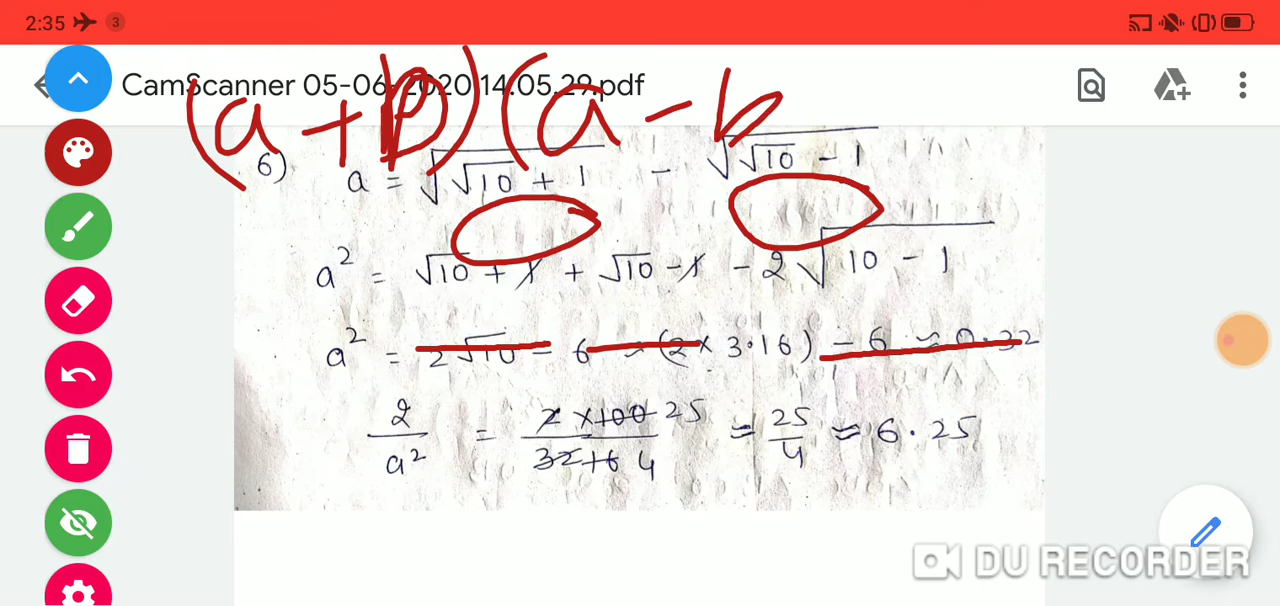 2:35 3
CamScanner 05-06-2020 14.05.29.pdf
(a + b) (a - b
6) a = √(√10 + 1) - √(√10 - 1)
a² = √10 + 1 + √10 - 1 - 2√(10 - 1)
a² = 2√10 - 6 ≈ (2 × 3.16) - 6 ≈ 0.32
2/a² = 2 × 100 25 / 32 16 4 = 25/4 ≈ 6.25
DU RECORDER